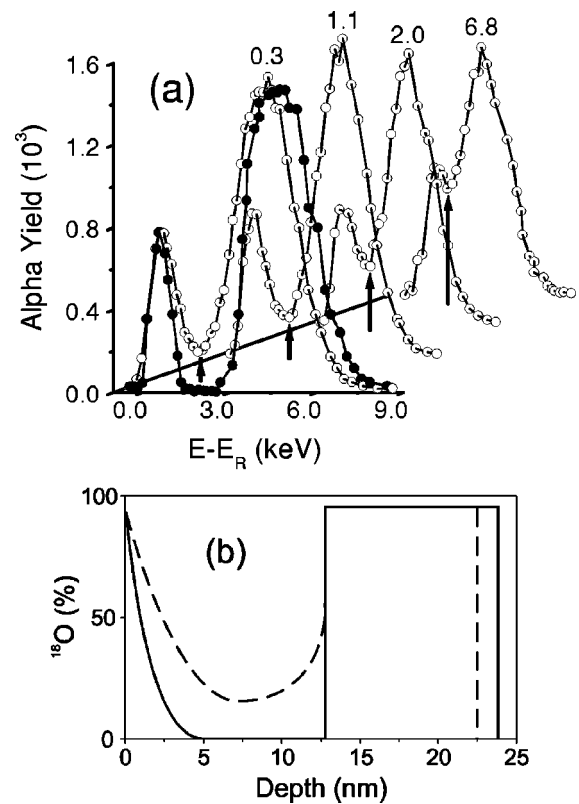 (a)
0.3 1.1 2.0 6.8
Alpha Yield (10³)
1.6
1.2
0.8
0.4
0.0
0.0 3.0 6.0 9.0
E-E_R (keV)
(b)
¹⁸O (%)
100
50
0
0 5 10 15 20 25
Depth (nm)